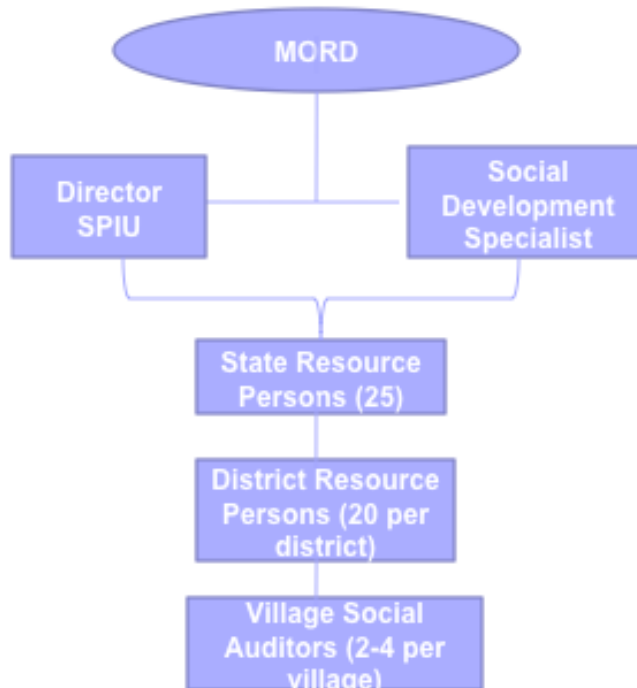 MORD
Director
SPIU
Social
Development
Specialist
State Resource
Persons (25)
District Resource
Persons (20 per
district)
Village Social
Auditors (2-4 per
village)